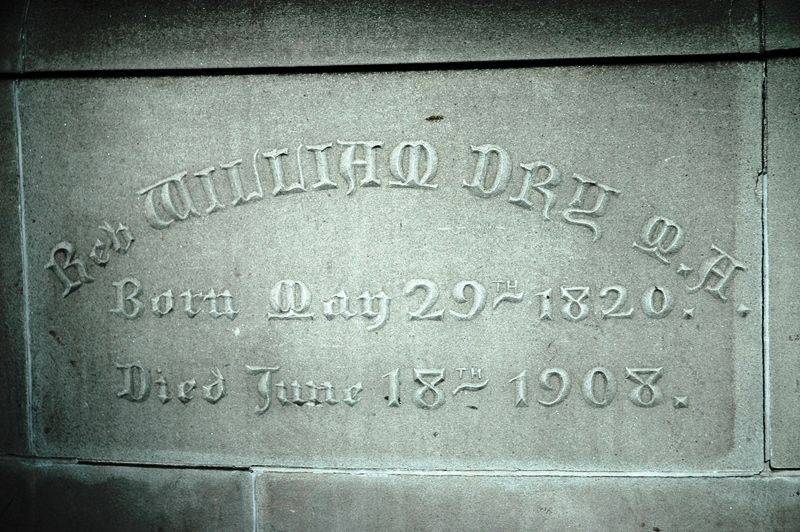 Rev WILLIAM DRY M.A.
Born May 29TH 1820.
Died June 18TH 1908.